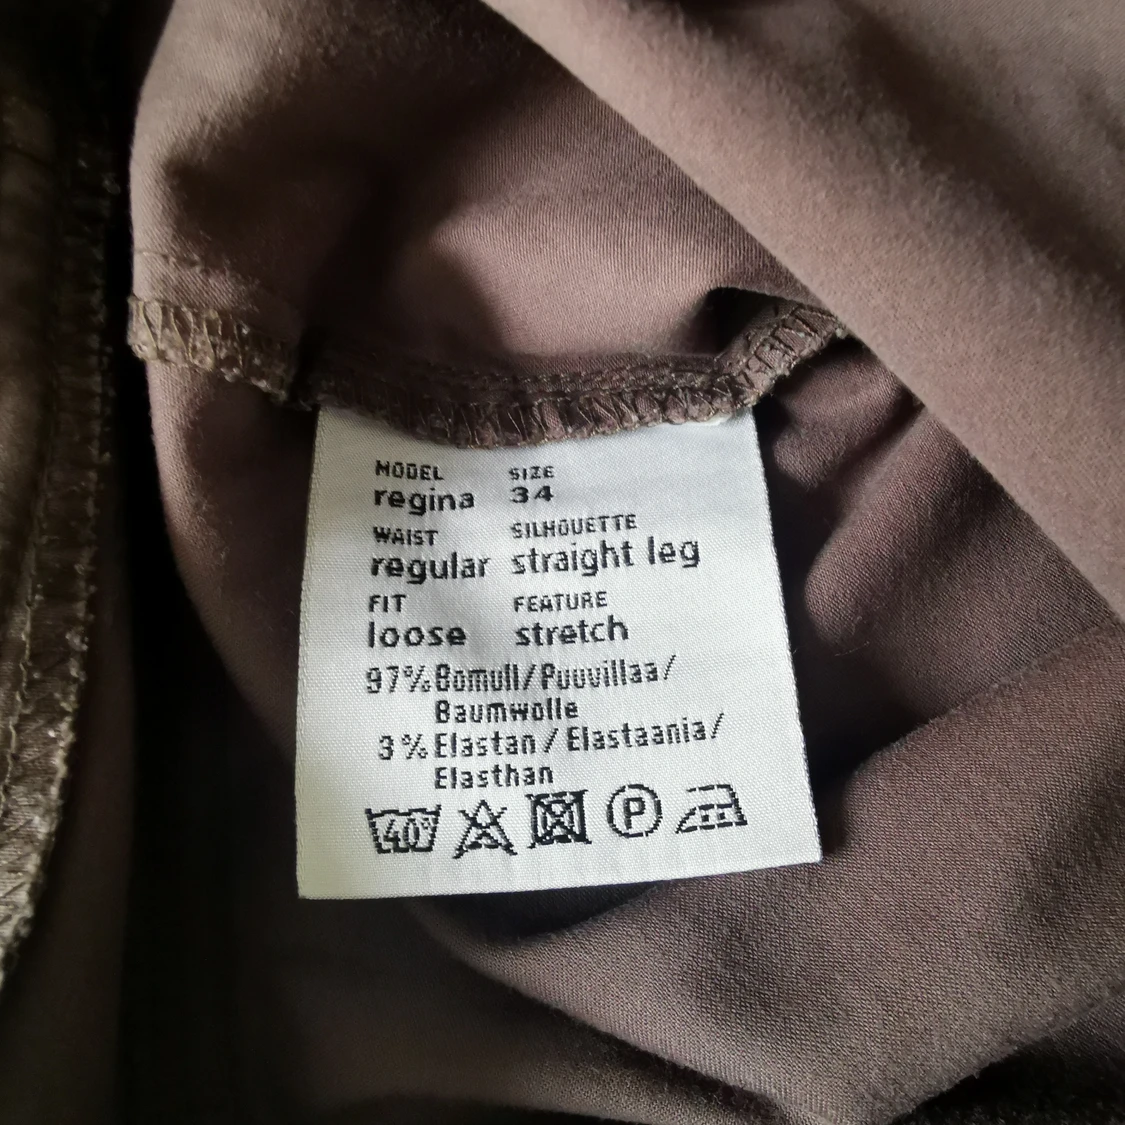 MODEL SIZE
regina 34
WAIST SILHOUETTE
regular straight leg
FIT FEATURE
loose stretch
97% Bomull/Puuvillaa/
Baumwolle
3% Elastan/Elastaania/
Elasthan
40° P